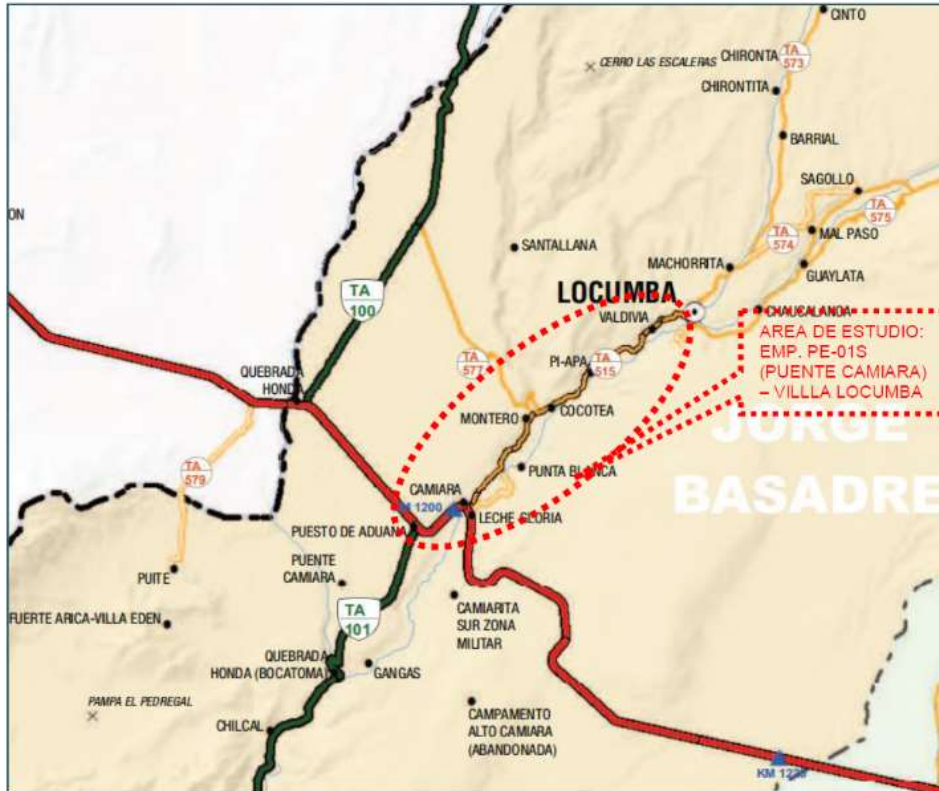 CINTO
CERRO LAS ESCALERAS
CHIRONTA
TA
573
CHIRONTITA
BARRIAL
SAGOLLO
TA
575
TA
574
MAL PASO
ON
SANTALLANA
MACHORRITA
GUAYLATA
TA
100
LOCUMBA
VALDIVIA
CHAUCALANDA
AREA DE ESTUDIO:
EMP. PE-01S
(PUENTE CAMIARA)
– VILLLA LOCUMBA
QUEBRADA
HONDA
TA
577
PI-APA
TA
515
MONTERO
COCOTEA
JORGE
BASADRE
TA
579
PUNTA BLANCA
CAMIARA
M 1200
LECHE GLORIA
PUESTO DE ADUANA
PUITE
PUENTE
CAMIARA
FUERTE ARICA-VILLA EDEN
TA
101
CAMIARITA
SUR ZONA
MILITAR
QUEBRADA
HONDA (BOCATOMA)
GANGAS
PAMPA EL PEDREGAL
CHILCAL
CAMPAMENTO
ALTO CAMIARA
(ABANDONADA)
KM